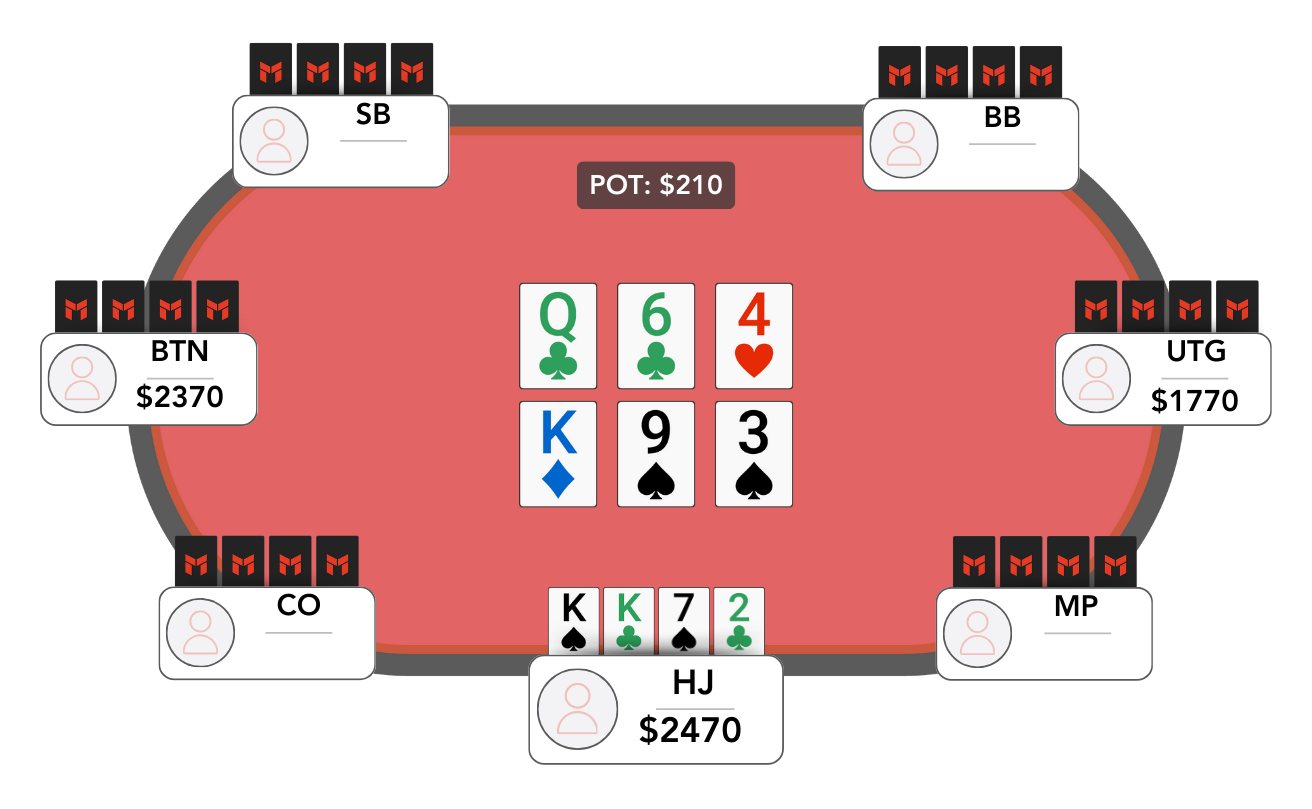 SB
BB
POT: $210
BTN
$2370
Q 6 4
UTG
$1770
K 9 3
CO
K K 7 2
MP
HJ
$2470